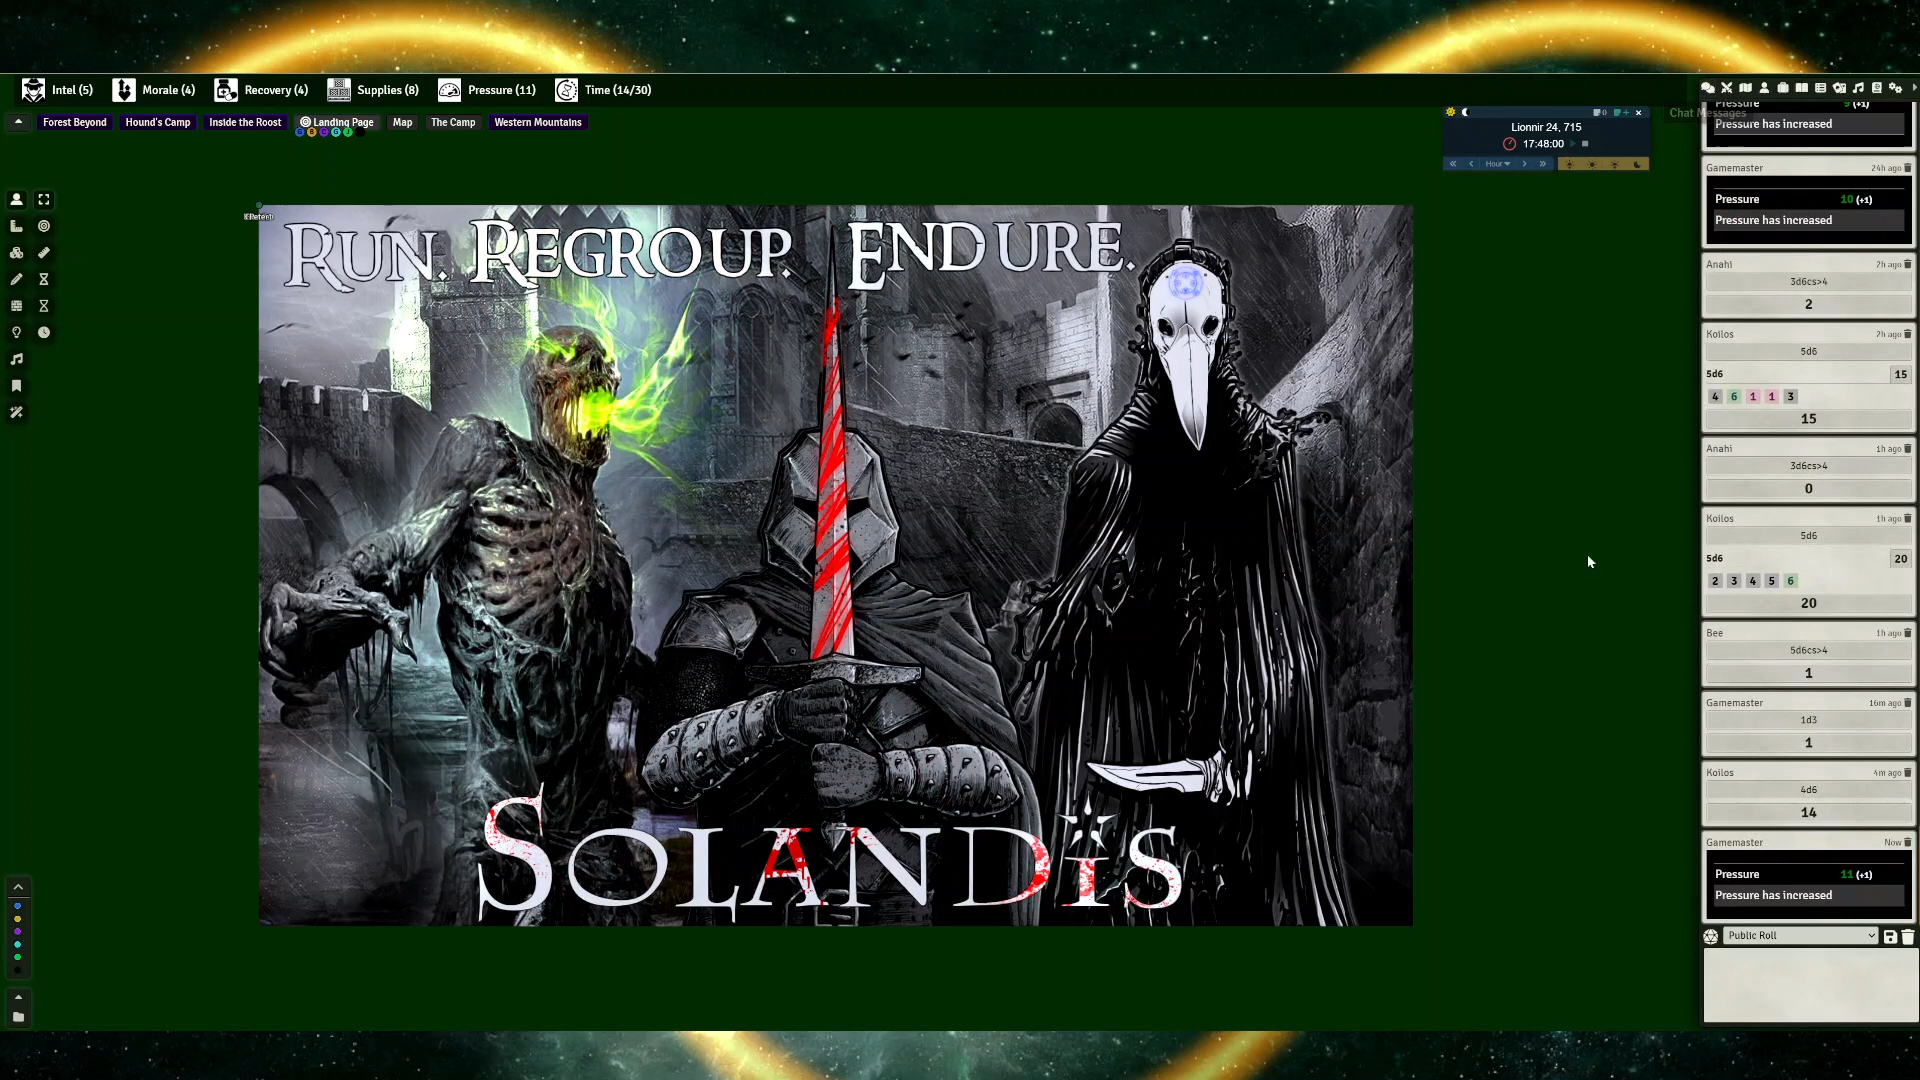 Intel (5)
Morale (4)
Recovery (4)
Supplies (8)
Pressure (11)
Time (14/30)
Forest Beyond
Hound's Camp
Inside the Roost
Landing Page
Map
The Camp
Western Mountains
G
B
C
G
J
Lionnir 24, 715
17:48:00
Hour
RUN. REGROUP. ENDURE.
SOLANDÏS
Chat Messages
Pressure 9 (+1)
Pressure has increased
Gamemaster 24h ago
Pressure 10 (+1)
Pressure has increased
Anahi 2h ago
3d6cs>4
2
Koilos 2h ago
5d6
5d6 15
4 6 1 1 3
15
Anahi 1h ago
3d6cs>4
0
Koilos 1h ago
5d6
5d6 20
2 3 4 5 6
20
Bee 1h ago
5d6cs>4
1
Gamemaster 16m ago
1d3
1
Koilos 4m ago
4d6
14
Gamemaster Now
Pressure 11 (+1)
Pressure has increased
Public Roll